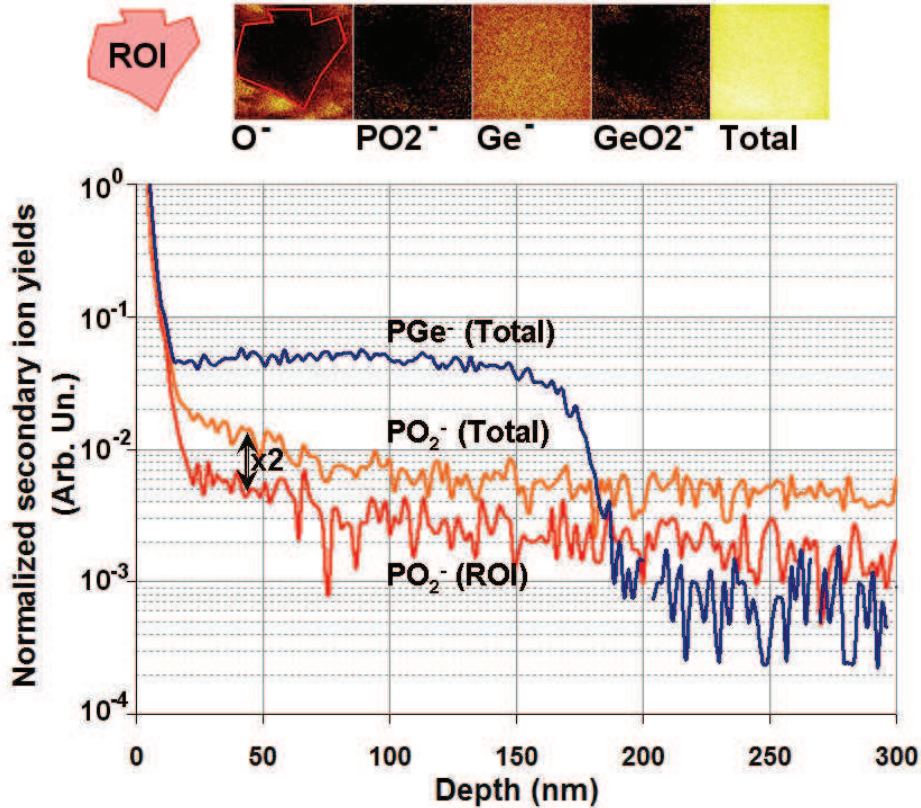 ROI
O⁻ PO2⁻ Ge⁻ GeO2⁻ Total
Normalized secondary ion yields
(Arb. Un.)
10⁰
10⁻¹
10⁻²
10⁻³
10⁻⁴
PGe⁻ (Total)
PO₂⁻ (Total)
x2
PO₂⁻ (ROI)
0 50 100 150 200 250 300
Depth (nm)